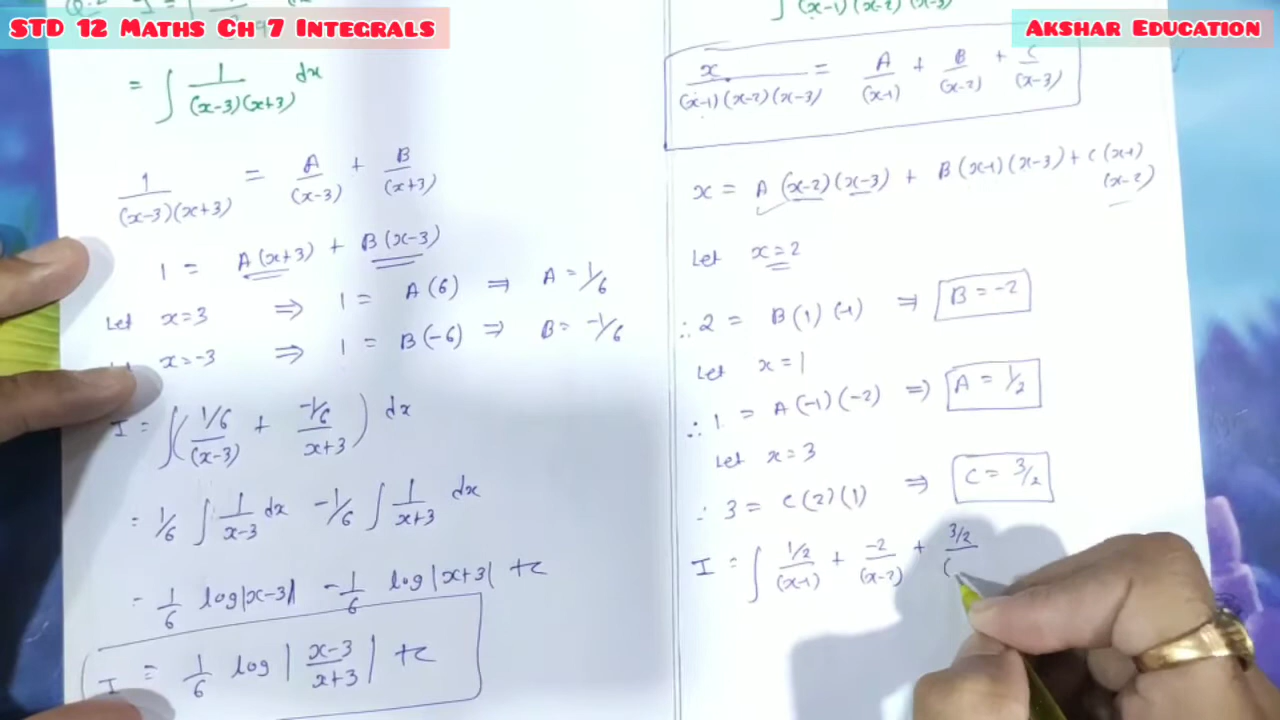 STD 12 Maths Ch 7 Integrals
Akshar Education
= ∫ 1/((x-3)(x+3)) dx
1/((x-3)(x+3)) = A/(x-3) + B/(x+3)
1 = A(x+3) + B(x-3)
Let x=3 ⇒ 1 = A(6) ⇒ A = 1/6
x=-3 ⇒ 1 = B(-6) ⇒ B = -1/6
I = ∫( (1/6)/(x-3) + (-1/6)/(x+3) ) dx
= 1/6 ∫ 1/(x-3) dx -1/6 ∫ 1/(x+3) dx
= 1/6 log|x-3| - 1/6 log|x+3| + c
I = 1/6 log |(x-3)/(x+3)| + c
∫ (x-1)(x-2)(x-3)
x/((x-1)(x-2)(x-3)) = A/(x-1) + B/(x-2) + C/(x-3)
x = A(x-2)(x-3) + B(x-1)(x-3) + C(x-1)
(x-2)
Let x=2
∴ 2 = B(1)(-1) ⇒ B = -2
Let x=1
∴ 1 = A(-1)(-2) ⇒ A = 1/2
Let x=3
∴ 3 = C(2)(1) ⇒ C = 3/2
I = ∫ (1/2)/(x-1) + -2/(x-2) + 3/2 (